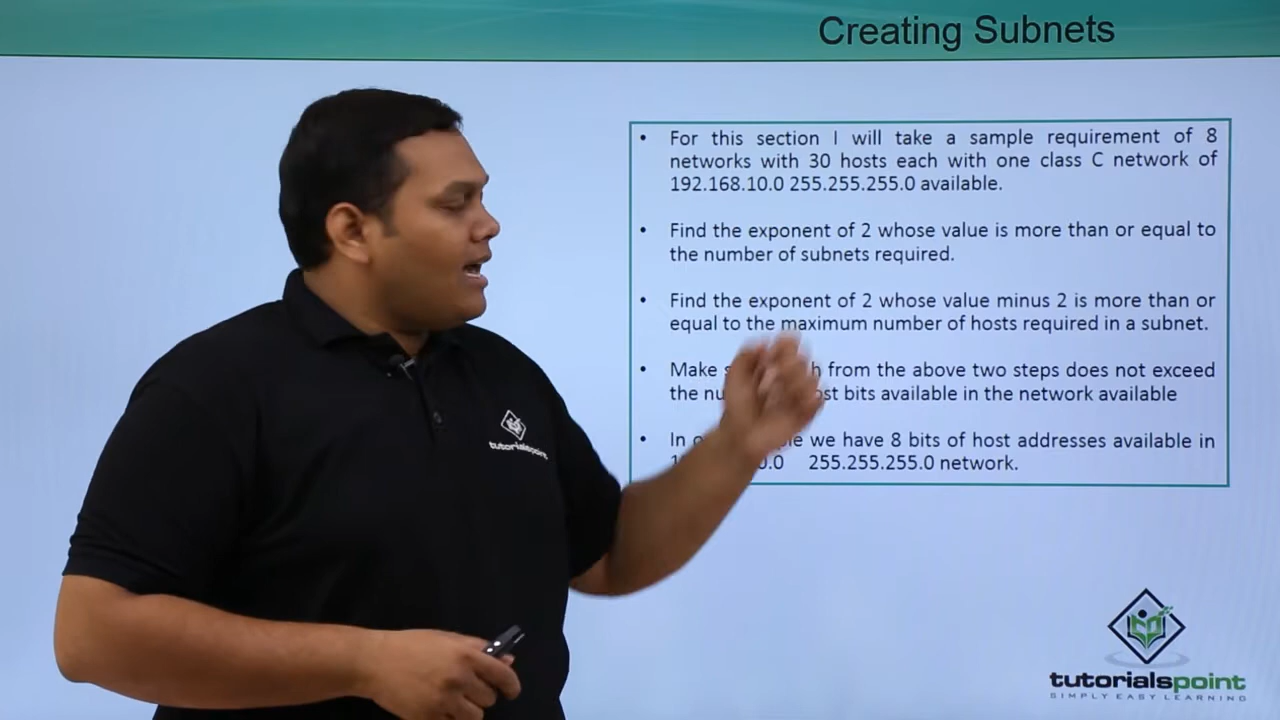 Creating Subnets
• For this section I will take a sample requirement of 8
networks with 30 hosts each with one class C network of
192.168.10.0 255.255.255.0 available.
• Find the exponent of 2 whose value is more than or equal to
the number of subnets required.
• Find the exponent of 2 whose value minus 2 is more than or
equal to the maximum number of hosts required in a subnet.
• Make from the above two steps does not exceed
the bits available in the network available
• In we have 8 bits of host addresses available in
255.255.255.0 network.
tutorialspoint
tutorialspoint
SIMPLY EASY LEARNING